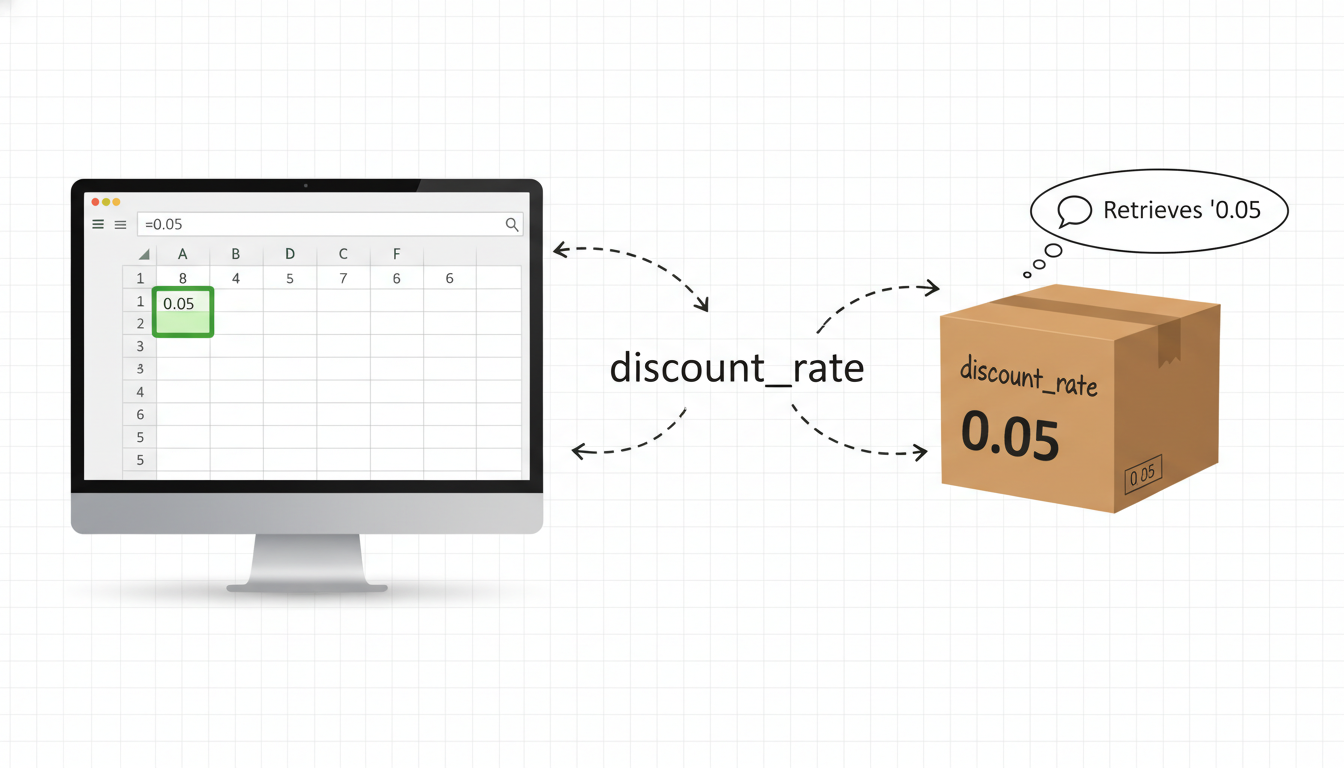 =0.05
A B D C F
1 8 4 5 7 6 6
1 0.05
2
3
3
4
6
5
5
discount_rate
Retrieves '0.05
discount_rate
0.05
0.05